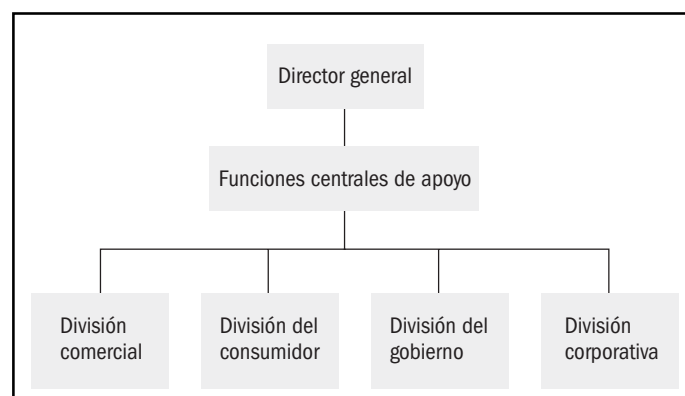 Director general
Funciones centrales de apoyo
División
comercial
División del
consumidor
División del
gobierno
División
corporativa